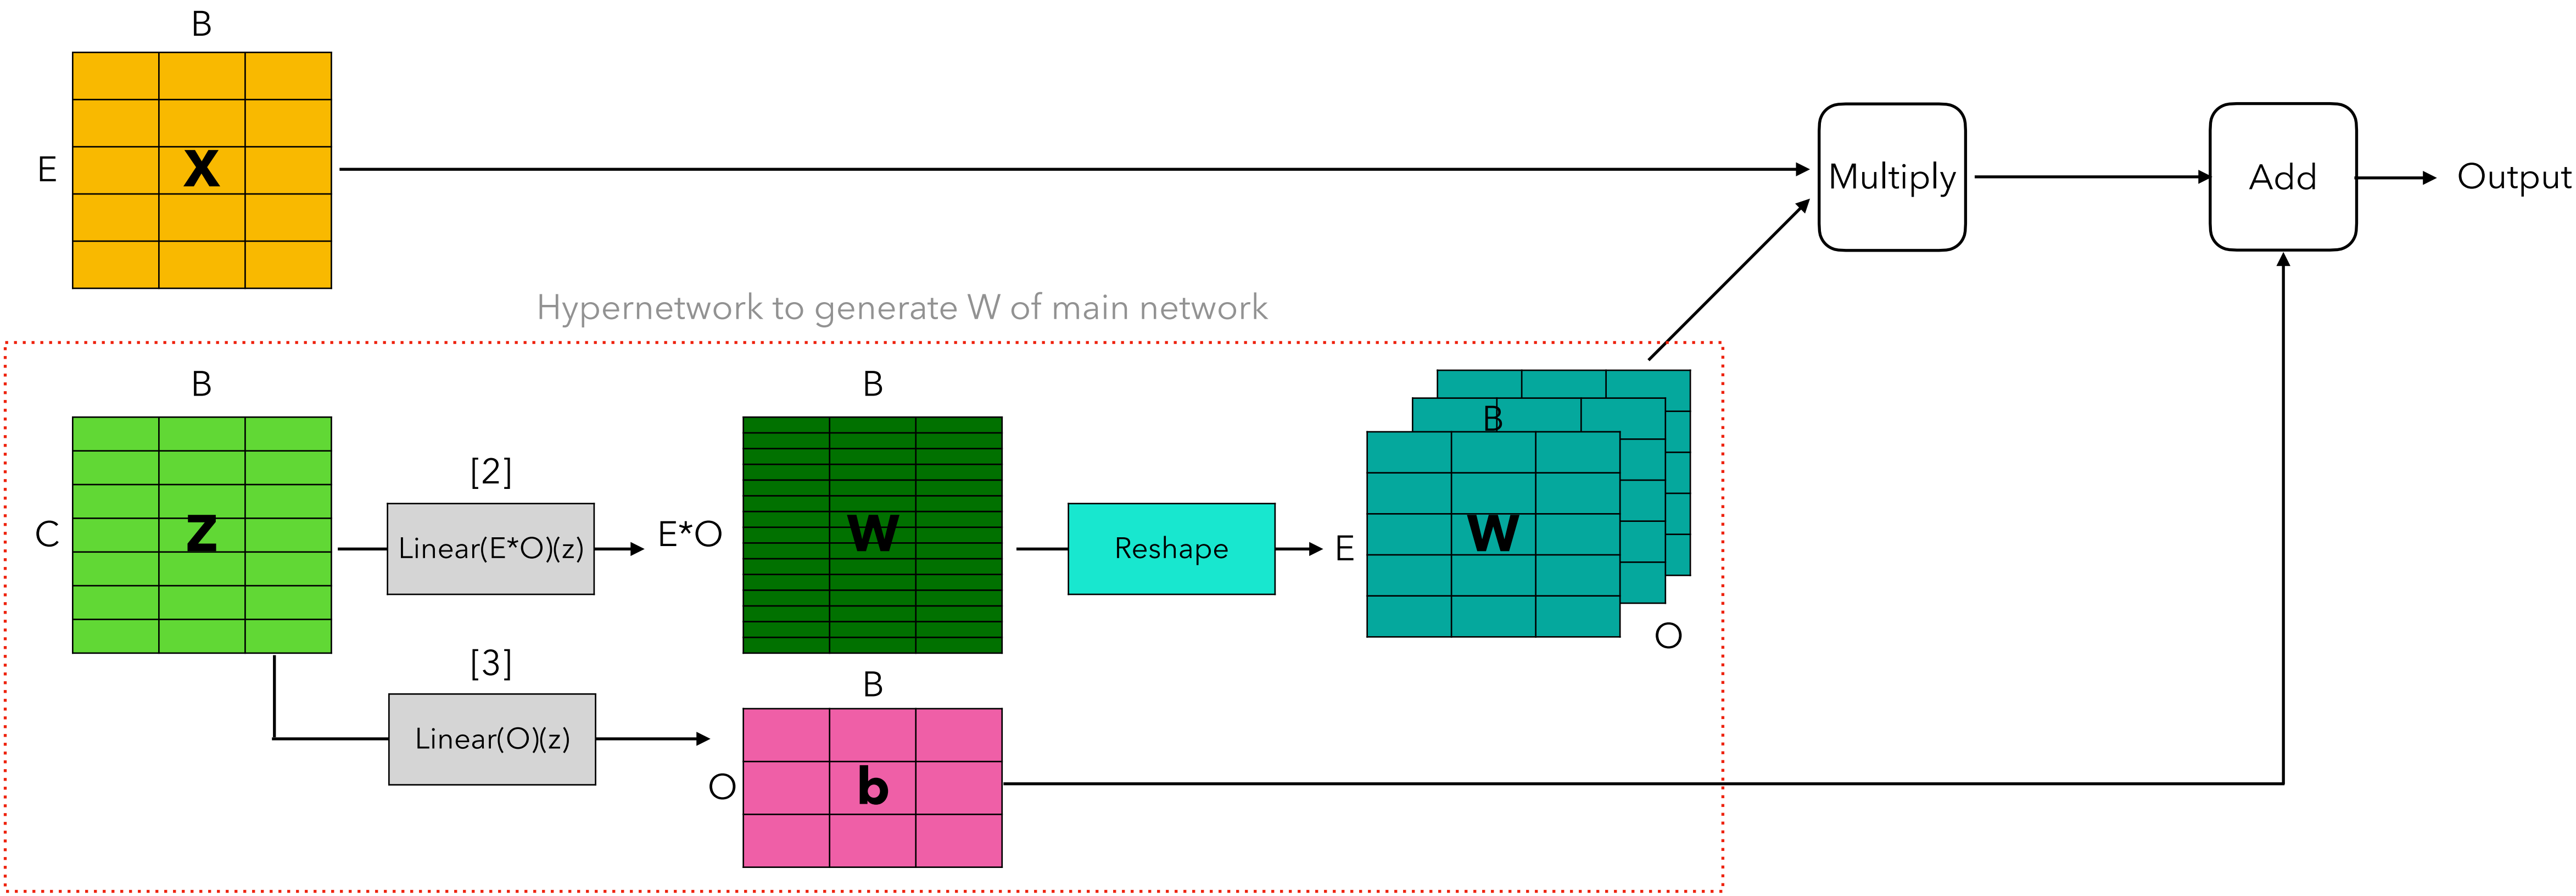 B
E
X
Multiply
Add
Output
Hypernetwork to generate W of main network
B
C
z
[2]
Linear(E*O)(z)
B
E*O
W
Reshape
B
E
W
O
[3]
Linear(O)(z)
B
O
b